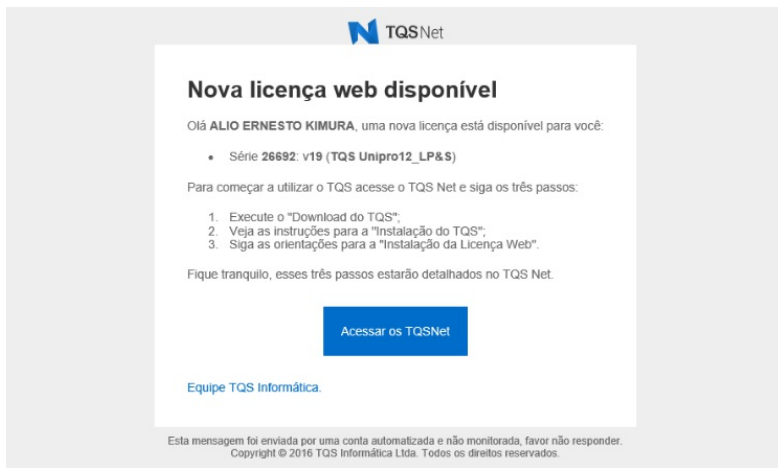 TQSNet
Nova licença web disponível
Olá ALIO ERNESTO KIMURA, uma nova licença está disponível para você:
• Série 26692: v19 (TQS Unipro12_LP&S)
Para começar a utilizar o TQS acesse o TQS Net e siga os três passos:
1. Execute o "Download do TQS";
2. Veja as instruções para a "Instalação do TQS";
3. Siga as orientações para a "Instalação da Licença Web".
Fique tranquilo, esses três passos estarão detalhados no TQS Net.
Acessar os TQSNet
Equipe TQS Informática.
Esta mensagem foi enviada por uma conta automatizada e não monitorada, favor não responder.
Copyright © 2016 TQS Informática Ltda. Todos os direitos reservados.